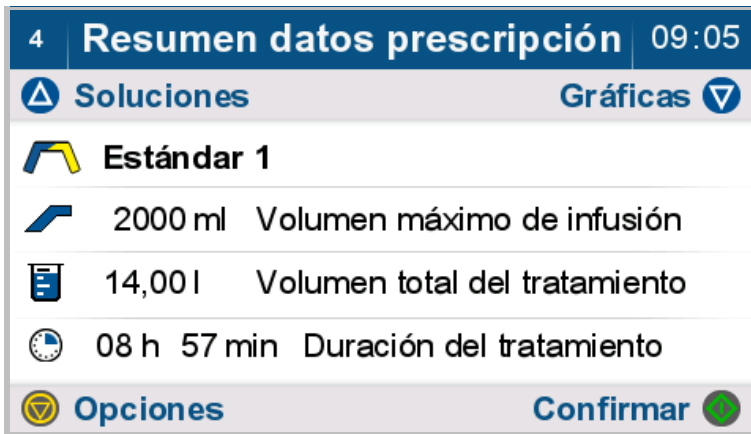 4 Resumen datos prescripción 09:05
Soluciones Gráficas
Estándar 1
2000 ml Volumen máximo de infusión
14,00 l Volumen total del tratamiento
08 h 57 min Duración del tratamiento
Opciones Confirmar